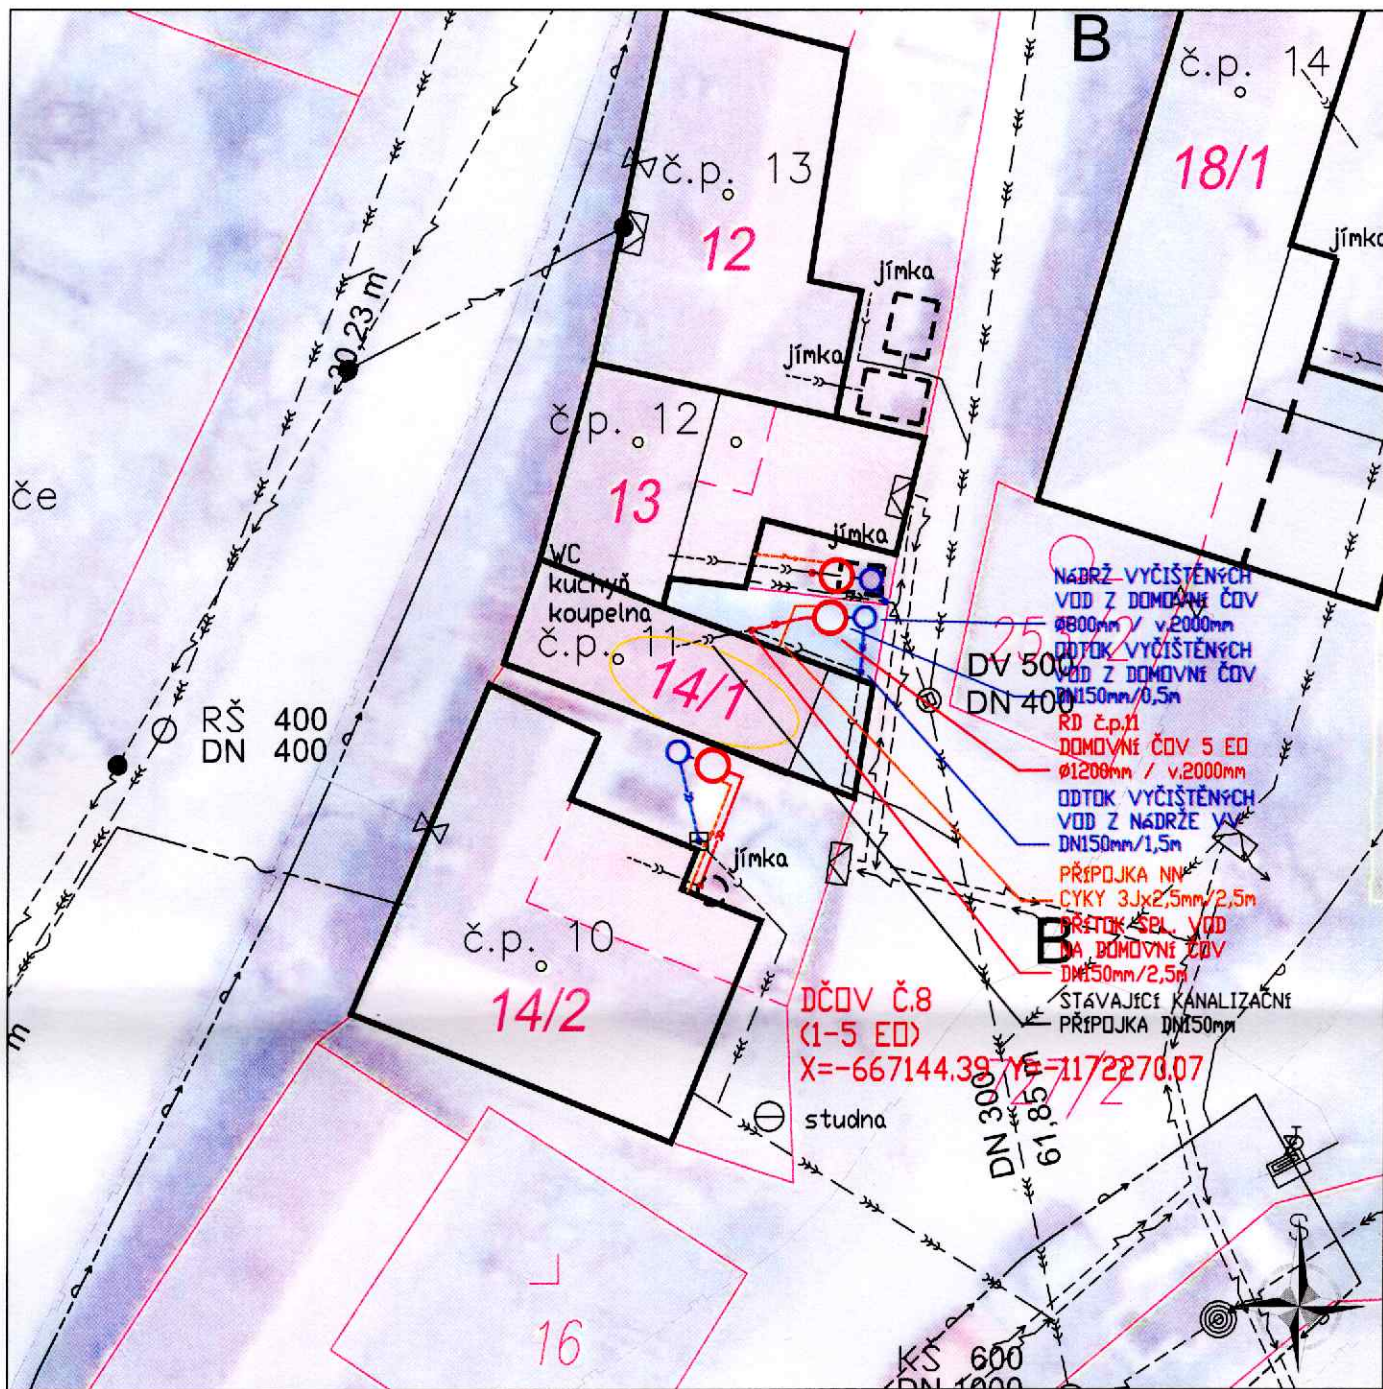 B
č.p. 14
18/1
č.p. 13
12
jímka
jímka
jímka
30,23 m
č.p. 12
13
če
jímka
WC
kuchyň
koupelna
č.p. 11
14/1
NáDRŽ VYČIŠTĚNýCH
VOD Z DOMOVNí ČOV
ø800mm / v.2000mm
ODTOK VYČIŠTĚNýCH
VOD Z DOMOVNí ČOV
DN150mm/0,5m
DV 500
DN 400
RŠ 400
DN 400
RD č.p.11
DOMOVNí ČOV 5 EO
ø1200mm / v.2000mm
ODTOK VYČIŠTĚNýCH
VOD Z NáDRŽE VV
DN150mm/1,5m
PŘíPOJKA NN
CYKY 3Jx2,5mm/2,5m
PŘíTOK SPL. VOD
NA DOMOVNí ČOV
DN150mm/2,5m
B
STáVAJíCí KANALIZAČNí
PŘíPOJKA DN150mm
jímka
č.p. 10
14/2
DČOV Č.8
(1-5 EO)
X=-667144.39 Y=-1172270.07
m
DN 300
61,85 m
studna
16
S
KŠ 600
DN 1000